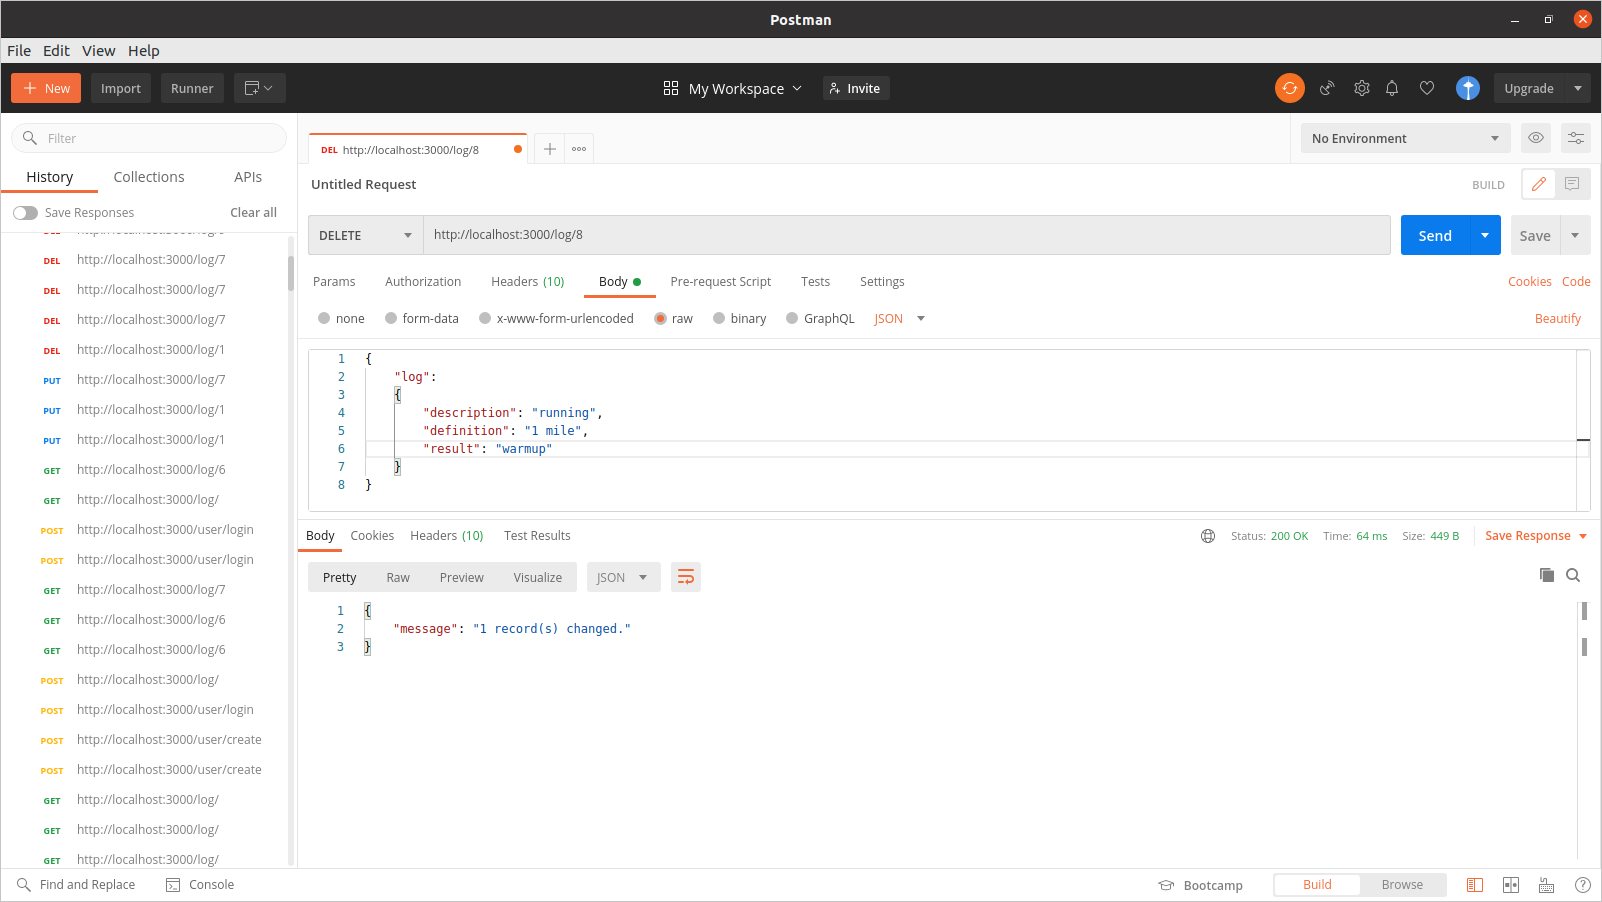 Postman
File Edit View Help
New Import Runner My Workspace Invite Upgrade
Filter
History Collections APIs
Save Responses Clear all
DEL http://localhost:3000/log/7
DEL http://localhost:3000/log/7
DEL http://localhost:3000/log/7
DEL http://localhost:3000/log/1
PUT http://localhost:3000/log/7
PUT http://localhost:3000/log/1
PUT http://localhost:3000/log/1
GET http://localhost:3000/log/6
GET http://localhost:3000/log/
POST http://localhost:3000/user/login
POST http://localhost:3000/user/login
GET http://localhost:3000/log/7
GET http://localhost:3000/log/6
GET http://localhost:3000/log/6
POST http://localhost:3000/log/
POST http://localhost:3000/user/login
POST http://localhost:3000/user/create
POST http://localhost:3000/user/create
GET http://localhost:3000/log/
GET http://localhost:3000/log/
GET http://localhost:3000/log/
DEL http://localhost:3000/log/8
No Environment
Untitled Request BUILD
DELETE http://localhost:3000/log/8 Send Save
Params Authorization Headers (10) Body Pre-request Script Tests Settings Cookies Code
none form-data x-www-form-urlencoded raw binary GraphQL JSON Beautify
1 {
2 "log":
3 {
4 "description": "running",
5 "definition": "1 mile",
6 "result": "warmup"
7 }
8 }
Body Cookies Headers (10) Test Results Status: 200 OK Time: 64 ms Size: 449 B Save Response
Pretty Raw Preview Visualize JSON
1 {
2 "message": "1 record(s) changed."
3 }
Find and Replace Console Bootcamp Build Browse